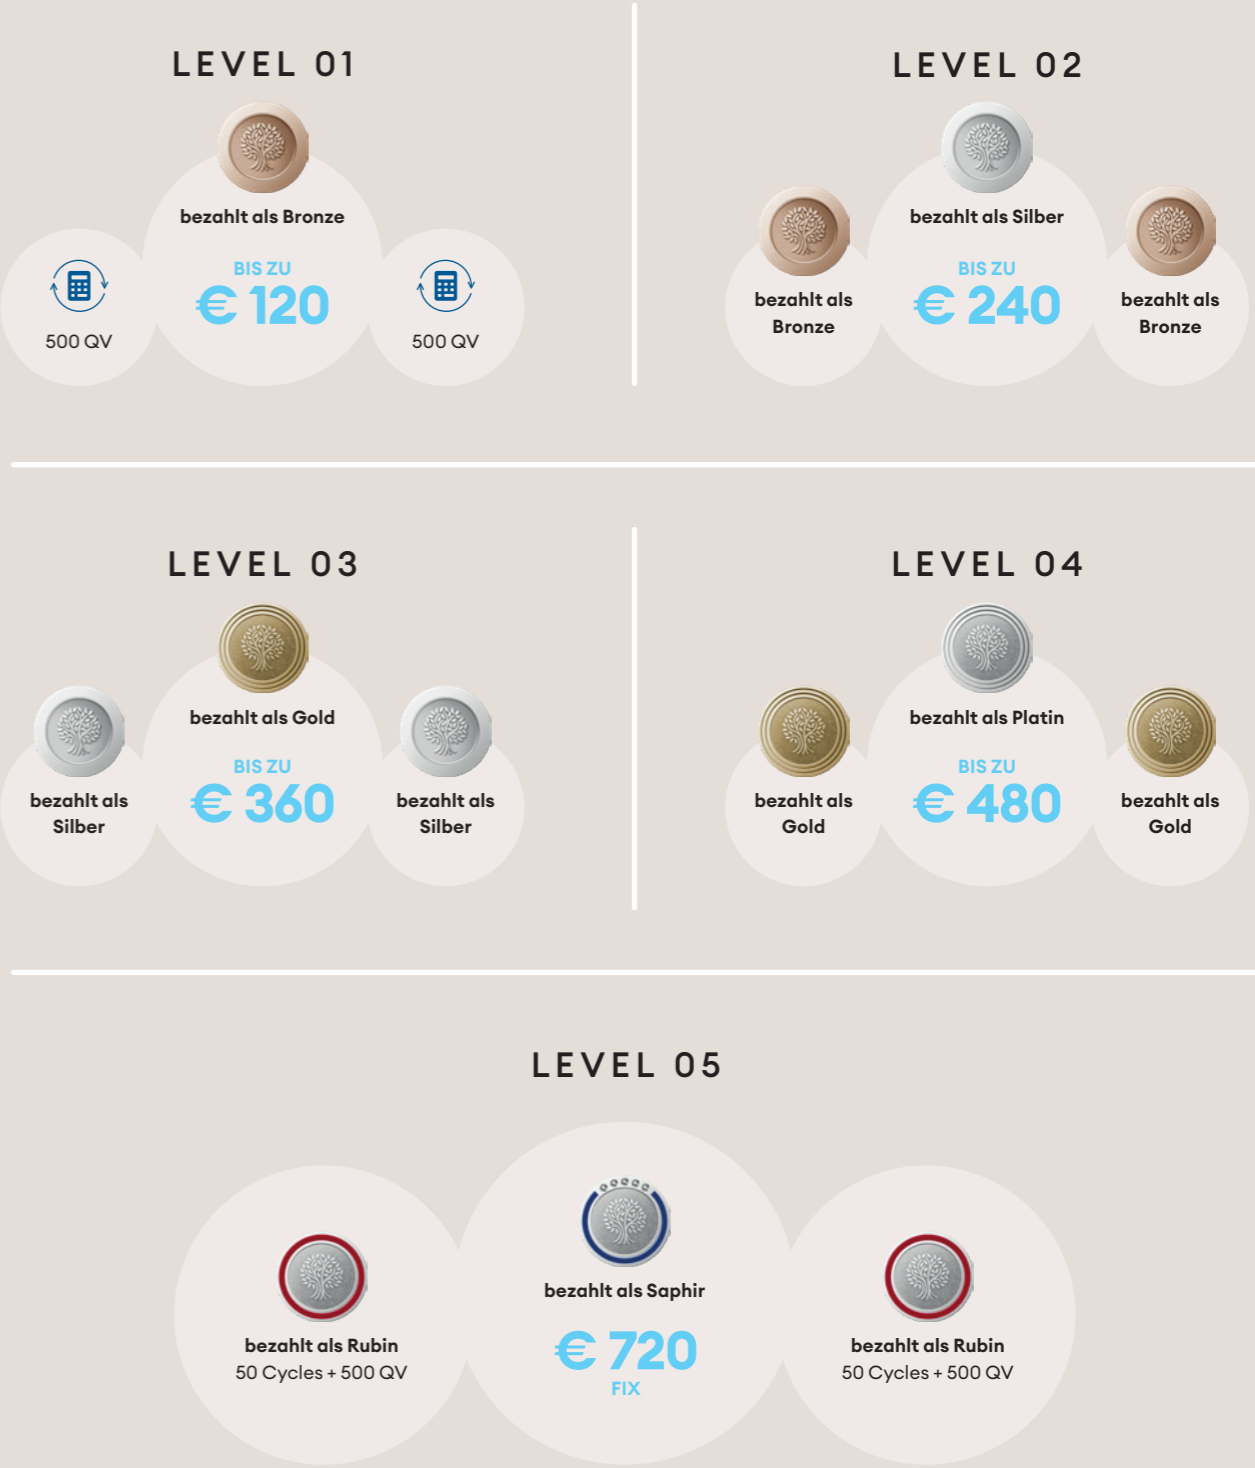 LEVEL 01
bezahlt als Bronze
BIS ZU
€ 120
500 QV
500 QV
LEVEL 02
bezahlt als Silber
BIS ZU
€ 240
bezahlt als
Bronze
bezahlt als
Bronze
LEVEL 03
bezahlt als Gold
BIS ZU
€ 360
bezahlt als
Silber
bezahlt als
Silber
LEVEL 04
bezahlt als Platin
BIS ZU
€ 480
bezahlt als
Gold
bezahlt als
Gold
LEVEL 05
bezahlt als Saphir
€ 720
FIX
bezahlt als Rubin
50 Cycles + 500 QV
bezahlt als Rubin
50 Cycles + 500 QV